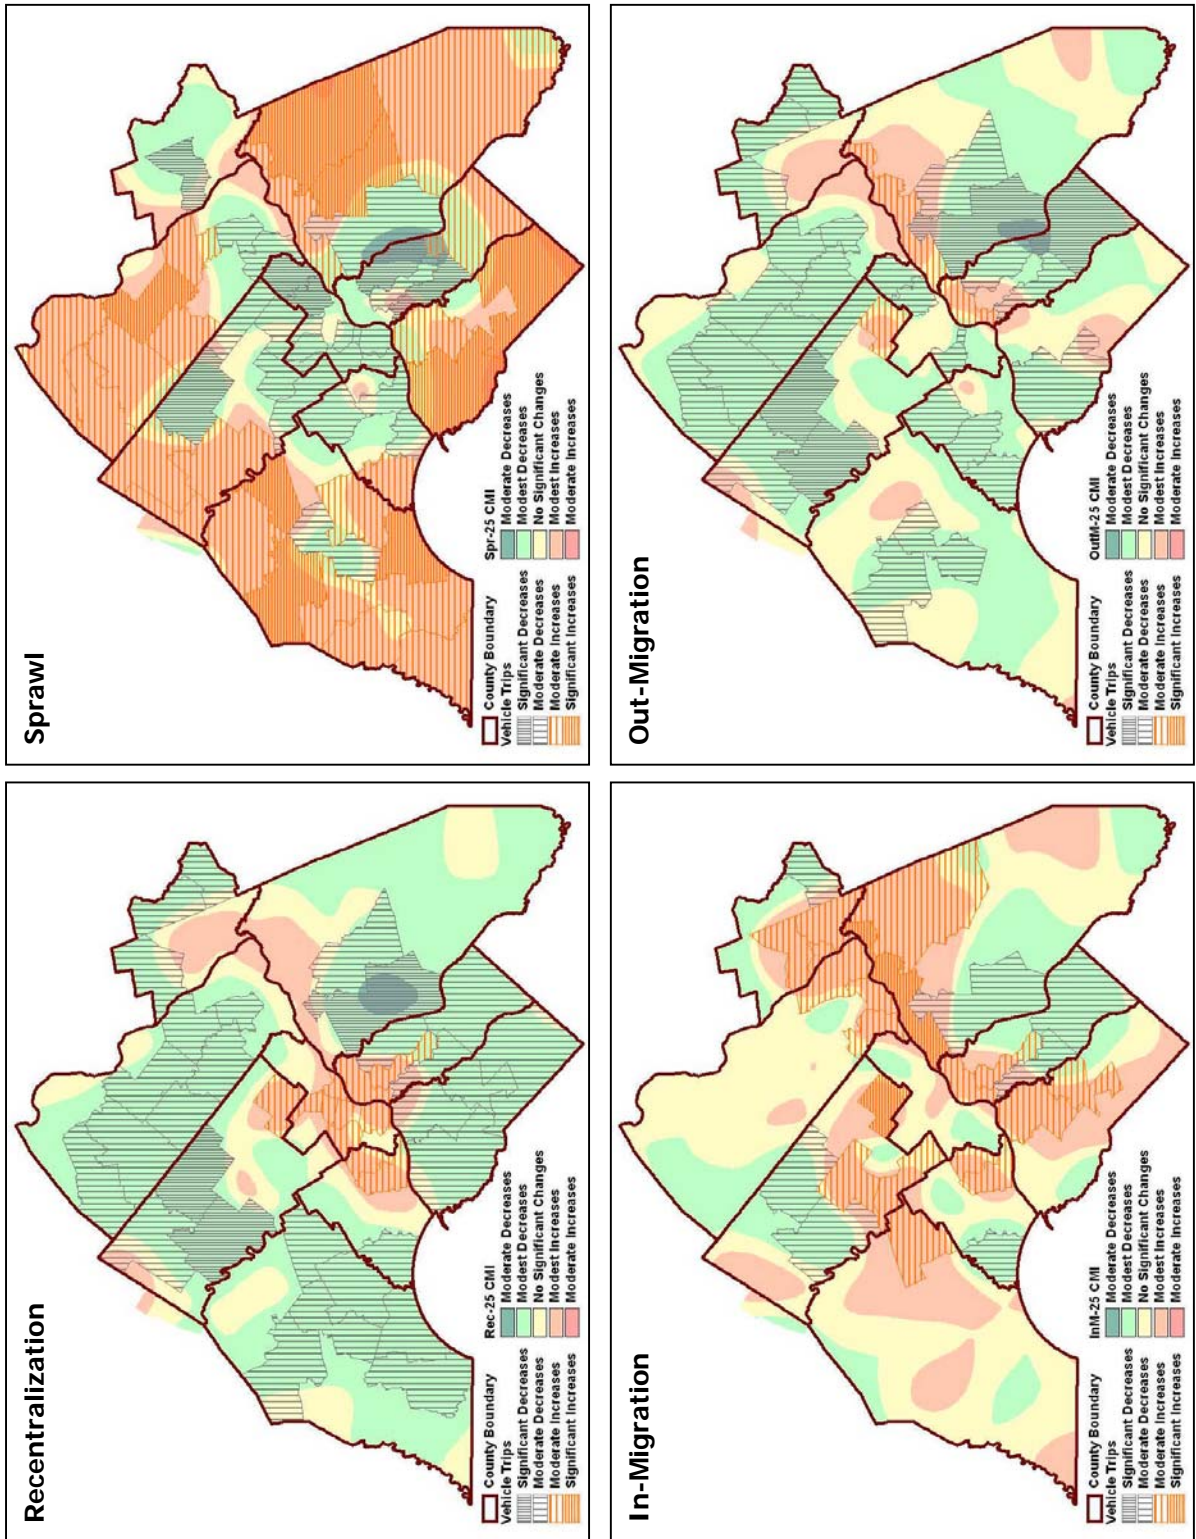 Recentralization
County Boundary
Vehicle Trips
Significant Decreases
Moderate Decreases
Moderate Increases
Significant Increases
Rec-25 CMI
Moderate Decreases
Modest Decreases
No Significant Changes
Modest Increases
Moderate Increases
Sprawl
County Boundary
Vehicle Trips
Significant Decreases
Moderate Decreases
Moderate Increases
Significant Increases
Spr-25 CMI
Moderate Decreases
Modest Decreases
No Significant Changes
Modest Increases
Moderate Increases
In-Migration
County Boundary
Vehicle Trips
Significant Decreases
Moderate Decreases
Moderate Increases
Significant Increases
InM-25 CMI
Moderate Decreases
Modest Decreases
No Significant Changes
Modest Increases
Moderate Increases
Out-Migration
County Boundary
Vehicle Trips
Significant Decreases
Moderate Decreases
Moderate Increases
Significant Increases
OutM-25 CMI
Moderate Decreases
Modest Decreases
No Significant Changes
Modest Increases
Moderate Increases